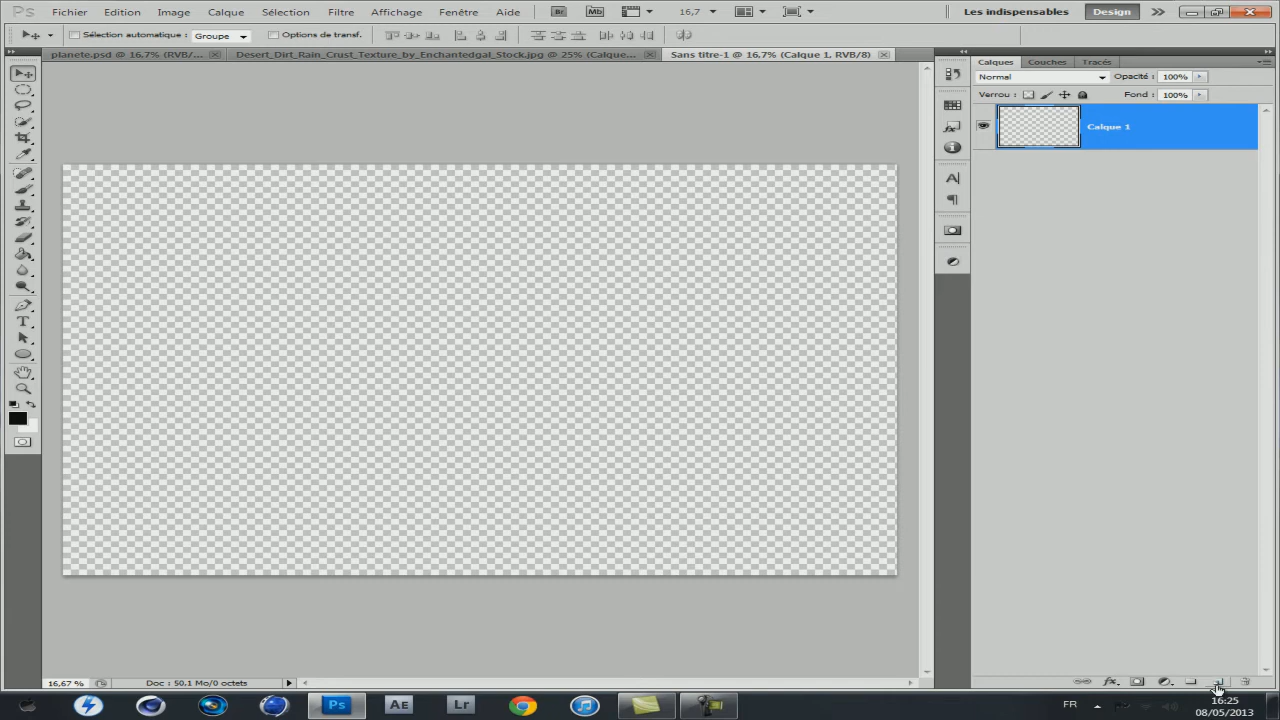 Ps Fichier Edition Image Calque Sélection Filtre Affichage Fenêtre Aide Br Mb 16,7 Les indispensables Design
Sélection automatique : Groupe Options de transf.
planete.psd @ 16,7% (RVB/... Desert_Dirt_Rain_Crust_Texture_by_Enchantedgal_Stock.jpg @ 25% (Calque... Sans titre-1 @ 16,7% (Calque 1, RVB/8)
Calques Couches Tracés
Normal Opacité : 100%
Verrou : Fond : 100%
Calque 1
16,67 % Doc : 50,1 Mo/0 octets
Ps Ae Lr FR 16:25
08/05/2013